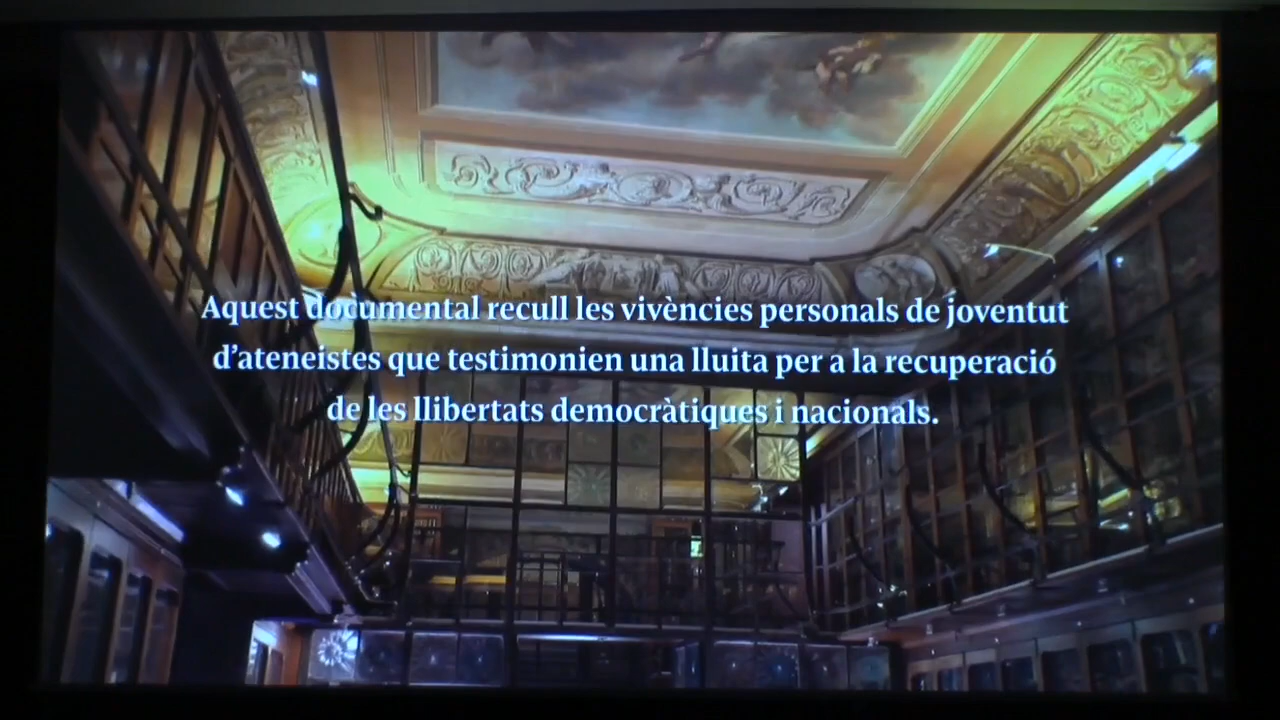 Aquest documental recull les vivències personals de joventut
d’ateneistes que testimonien una lluita per a la recuperació
de les llibertats democràtiques i nacionals.